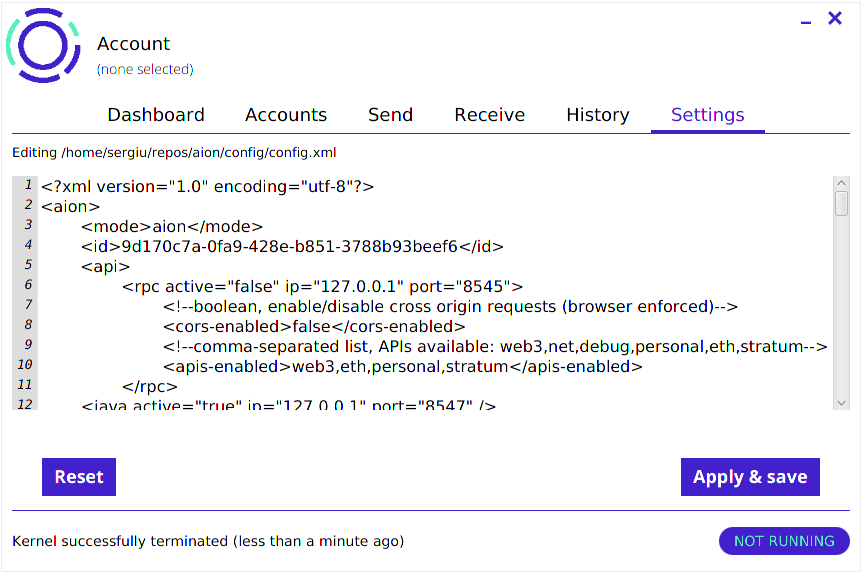 Account
(none selected)
Dashboard Accounts Send Receive History Settings
Editing /home/sergiu/repos/aion/config/config.xml
1 <?xml version="1.0" encoding="utf-8"?>
2 <aion>
3 <mode>aion</mode>
4 <id>9d170c7a-0fa9-428e-b851-3788b93beef6</id>
5 <api>
6 <rpc active="false" ip="127.0.0.1" port="8545">
7 <!--boolean, enable/disable cross origin requests (browser enforced)-->
8 <cors-enabled>false</cors-enabled>
9 <!--comma-separated list, APIs available: web3,net,debug,personal,eth,stratum-->
10 <apis-enabled>web3,eth,personal,stratum</apis-enabled>
11 </rpc>
12 <java active="true" ip="127.0.0.1" port="8547" />
Reset Apply & save
Kernel successfully terminated (less than a minute ago) NOT RUNNING